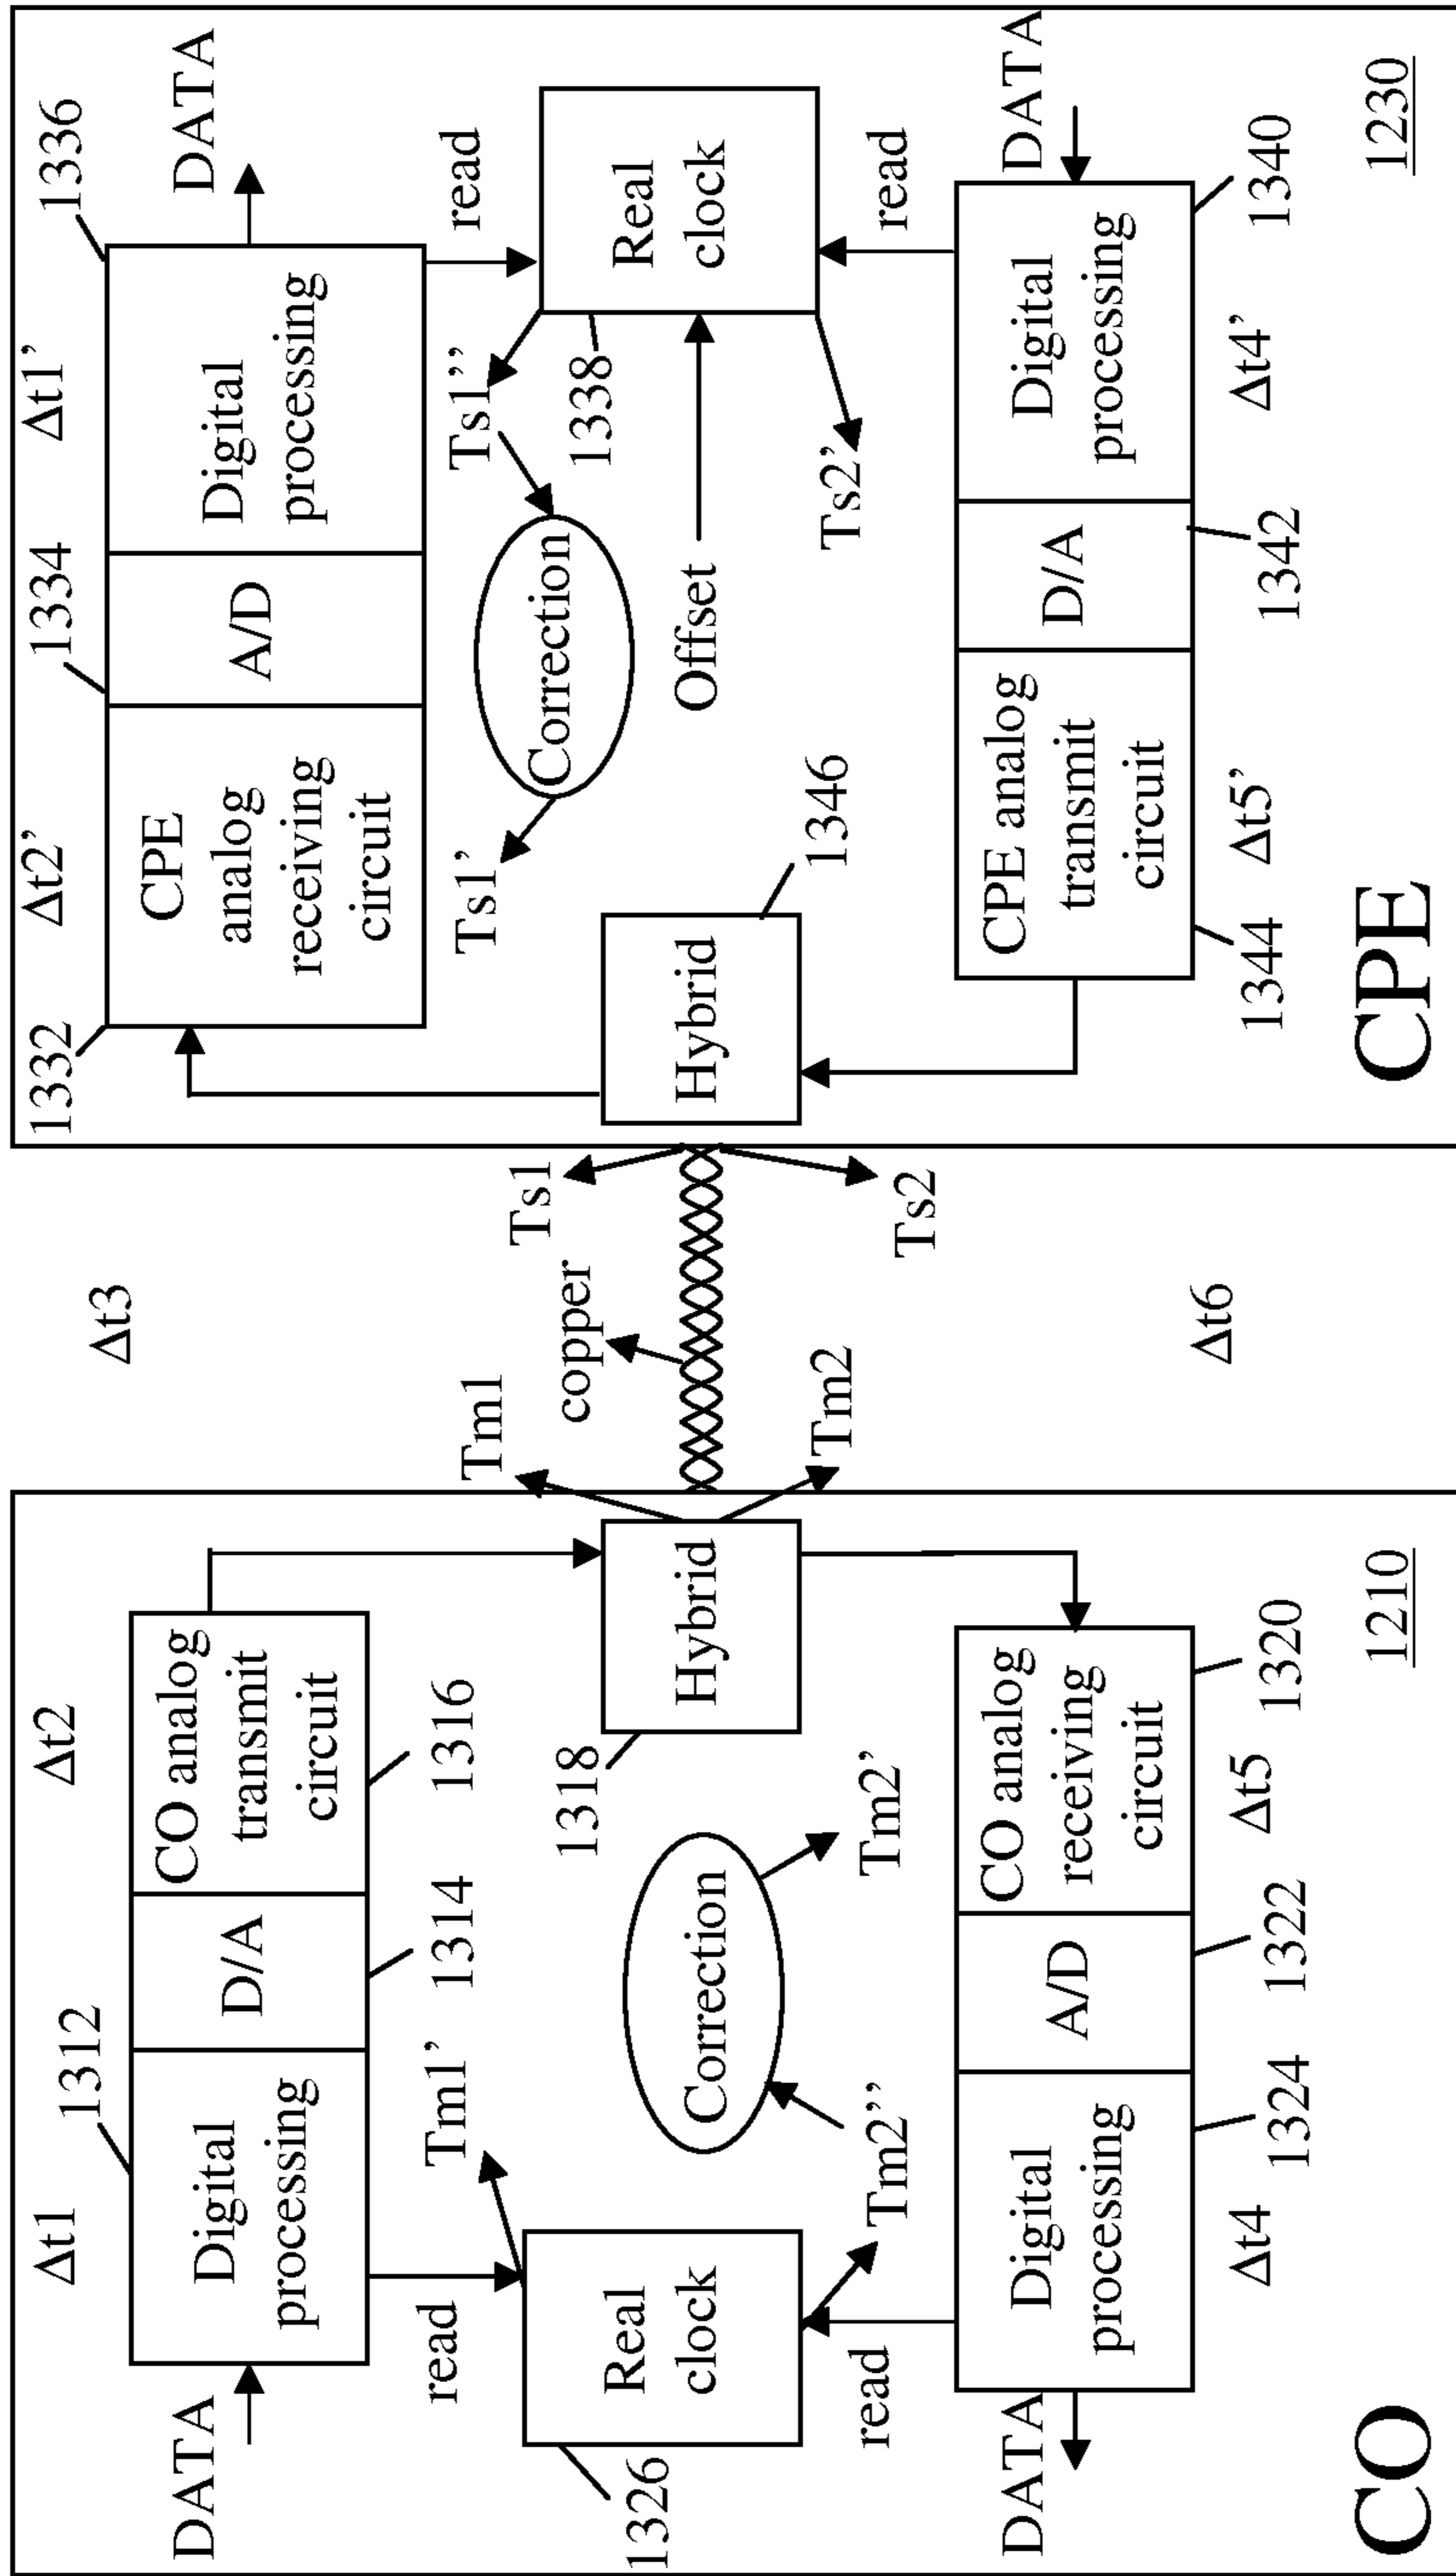 Δt1
1312
Δt2
DATA
Digital
processing
D/A
CO analog
transmit
circuit
1314
1316
read
Tm1’
Real
clock
1326
Correction
1318
Hybrid
Tm2’
Tm2’’
read
DATA
Digital
processing
A/D
CO analog
receiving
circuit
1324
1322
1320
Δt4
Δt5
CO
1210
Δt3
Tm1
Ts1
copper
Tm2
Ts2
Δt6
1332
Δt2’
1334
Δt1’
1336
CPE
analog
receiving
circuit
A/D
Digital
processing
DATA
Ts1’
Correction
Ts1’’
read
1338
Real
clock
Offset
Hybrid
1346
Ts2’
read
CPE analog
transmit
circuit
D/A
Digital
processing
DATA
1344
Δt5’
1342
Δt4’
1340
CPE
1230